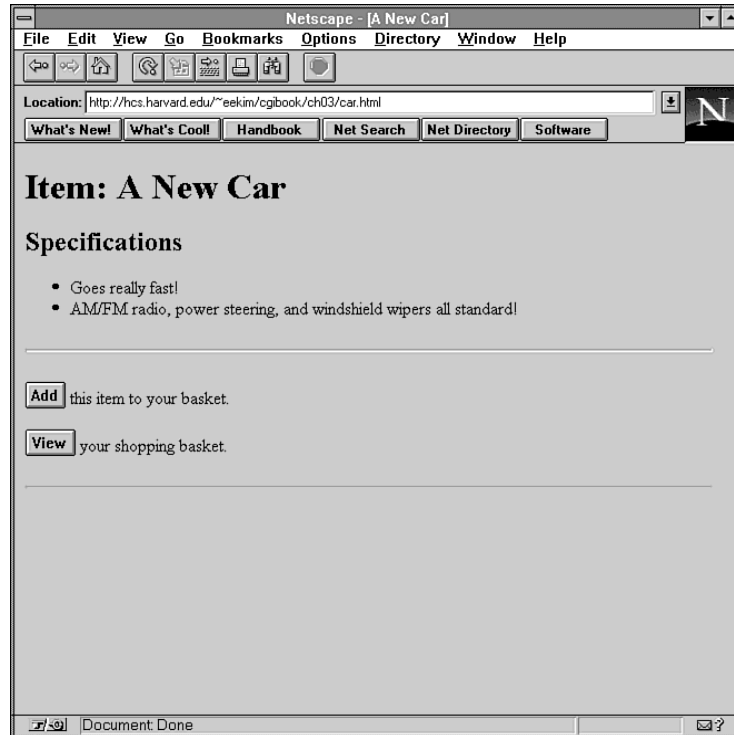 Netscape - [A New Car]
File Edit View Go Bookmarks Options Directory Window Help
Location: http://hcs.harvard.edu/~eekim/cgibook/ch03/car.html
N
What's New! What's Cool! Handbook Net Search Net Directory Software
Item: A New Car
Specifications
• Goes really fast!
• AM/FM radio, power steering, and windshield wipers all standard!
Add this item to your basket.
View your shopping basket.
Document: Done
?